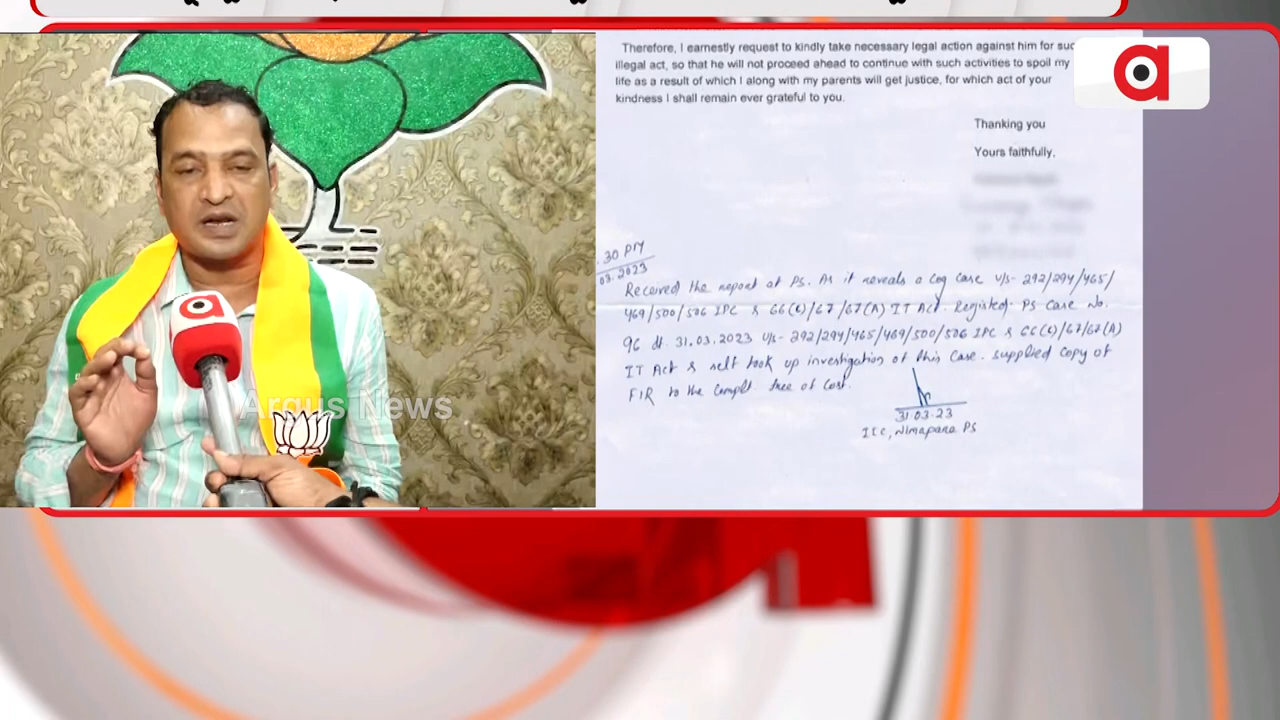 Therefore, I earnestly request to kindly take necessary legal action against him for suc
illegal act, so that he will not proceed ahead to continue with such activities to spoil my
life as a result of which I along with my parents will get justice, for which act of your
kindness I shall remain ever grateful to you.
Thanking you
Yours faithfully,
.30 PM
03.2023
Received the report at PS. As it reveals a cog case u/s- 292/294/465/
469/500/506 IPC & 66(C)/67/67(A) IT Act. Registed PS Case No.
96 dt. 31.03.2023 u/s- 292/294/465/469/500/506 IPC & 66(C)/67/67(A)
IT Act & self took up investigation of this case. supplied copy of
FIR to the complt free of cost.
31.03.23
IIC, Nimapara PS
a
a
Argus News